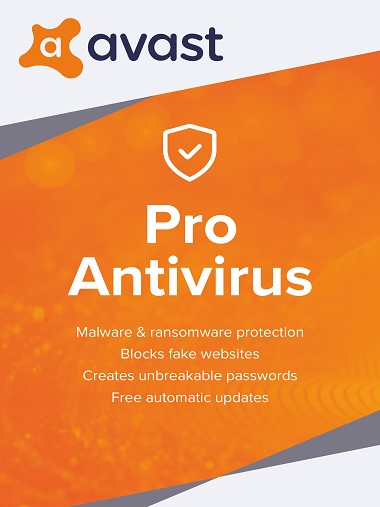 avast
Pro
Antivirus
Malware & ransomware protection
Blocks fake websites
Creates unbreakable passwords
Free automatic updates